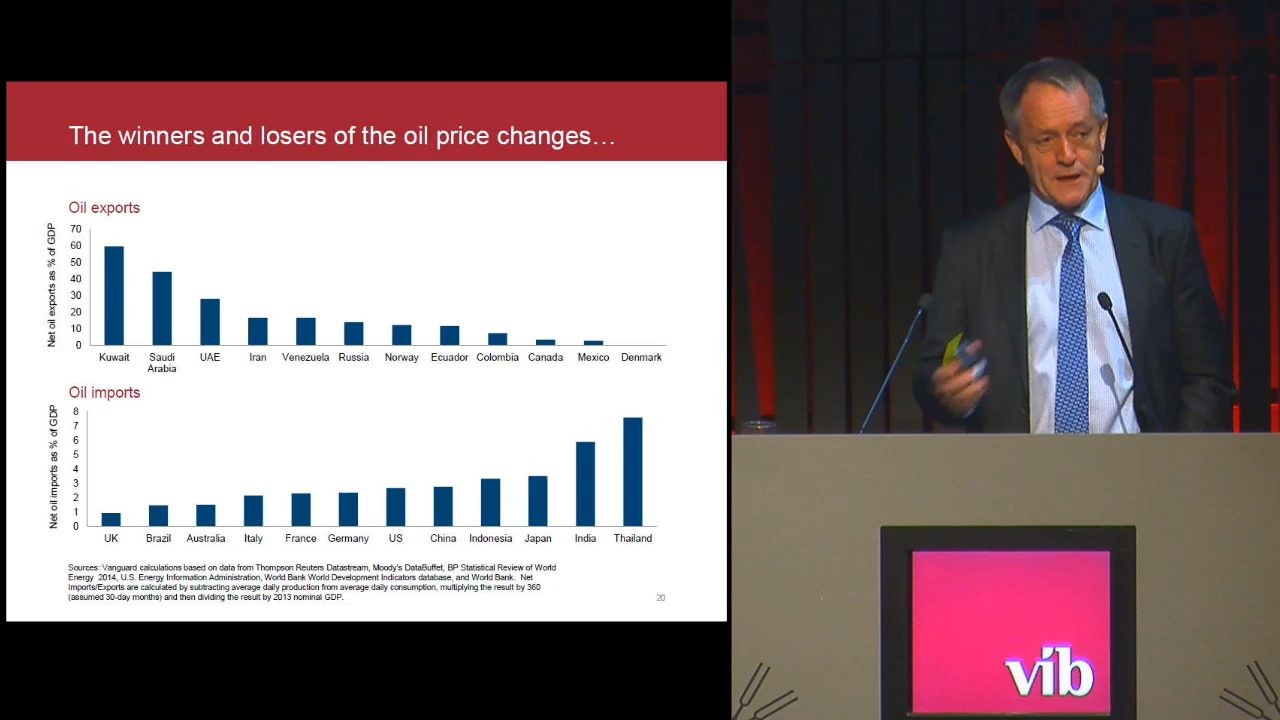 The winners and losers of the oil price changes…
Oil exports
Net oil exports as % of GDP
70
60
50
40
30
20
10
0
Kuwait Saudi Arabia UAE Iran Venezuela Russia Norway Ecuador Colombia Canada Mexico Denmark
Oil imports
Net oil imports as % of GDP
8
7
6
5
4
3
2
1
0
UK Brazil Australia Italy France Germany US China Indonesia Japan India Thailand
Sources: Vanguard calculations based on data from Thompson Reuters Datastream, Moody's DataBuffet, BP Statistical Review of World
Energy 2014, U.S. Energy Information Administration, World Bank World Development Indicators database, and World Bank. Net
Imports/Exports are calculated by subtracting average daily production from average daily consumption, multiplying the result by 360
(assumed 30-day months) and then dividing the result by 2013 nominal GDP.
20
vib